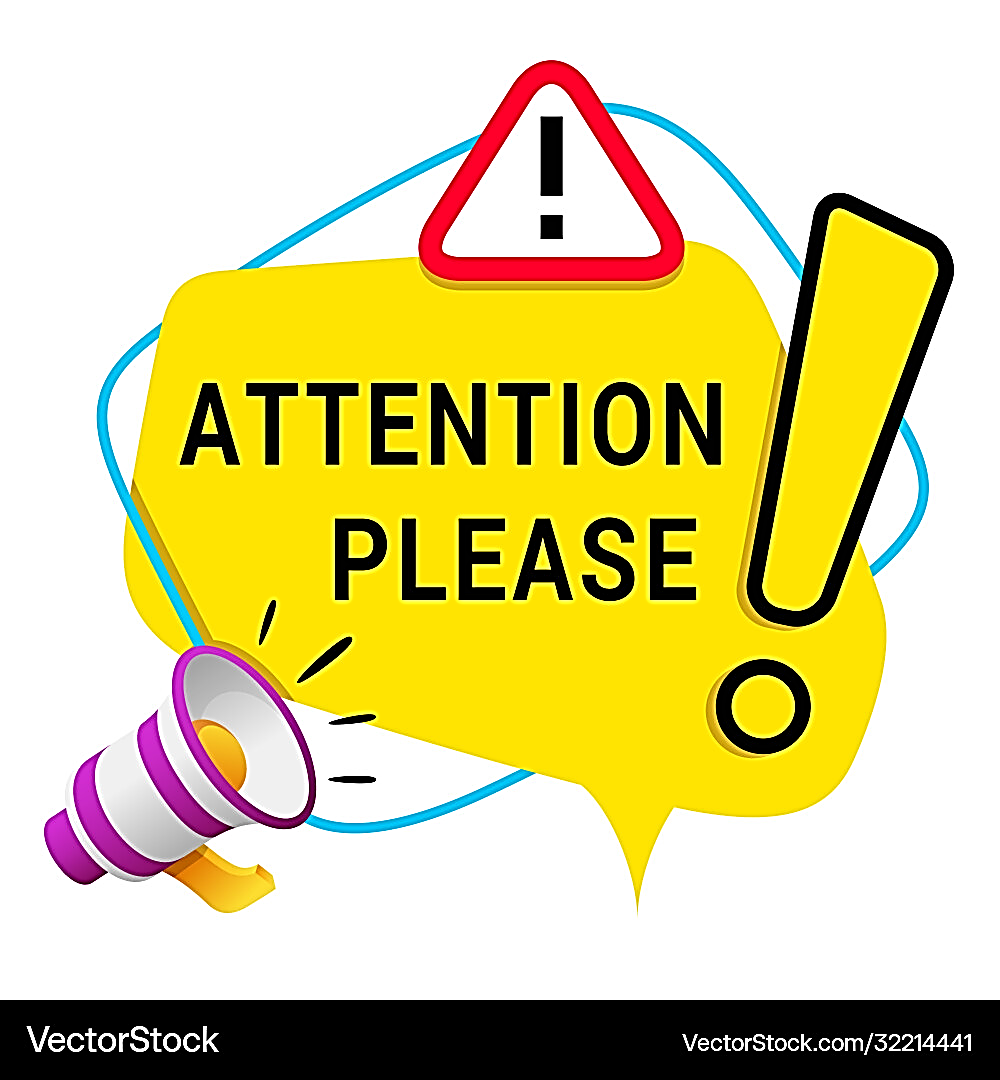 !
ATTENTION
PLEASE
!
VectorStock
VectorStock.com/32214441